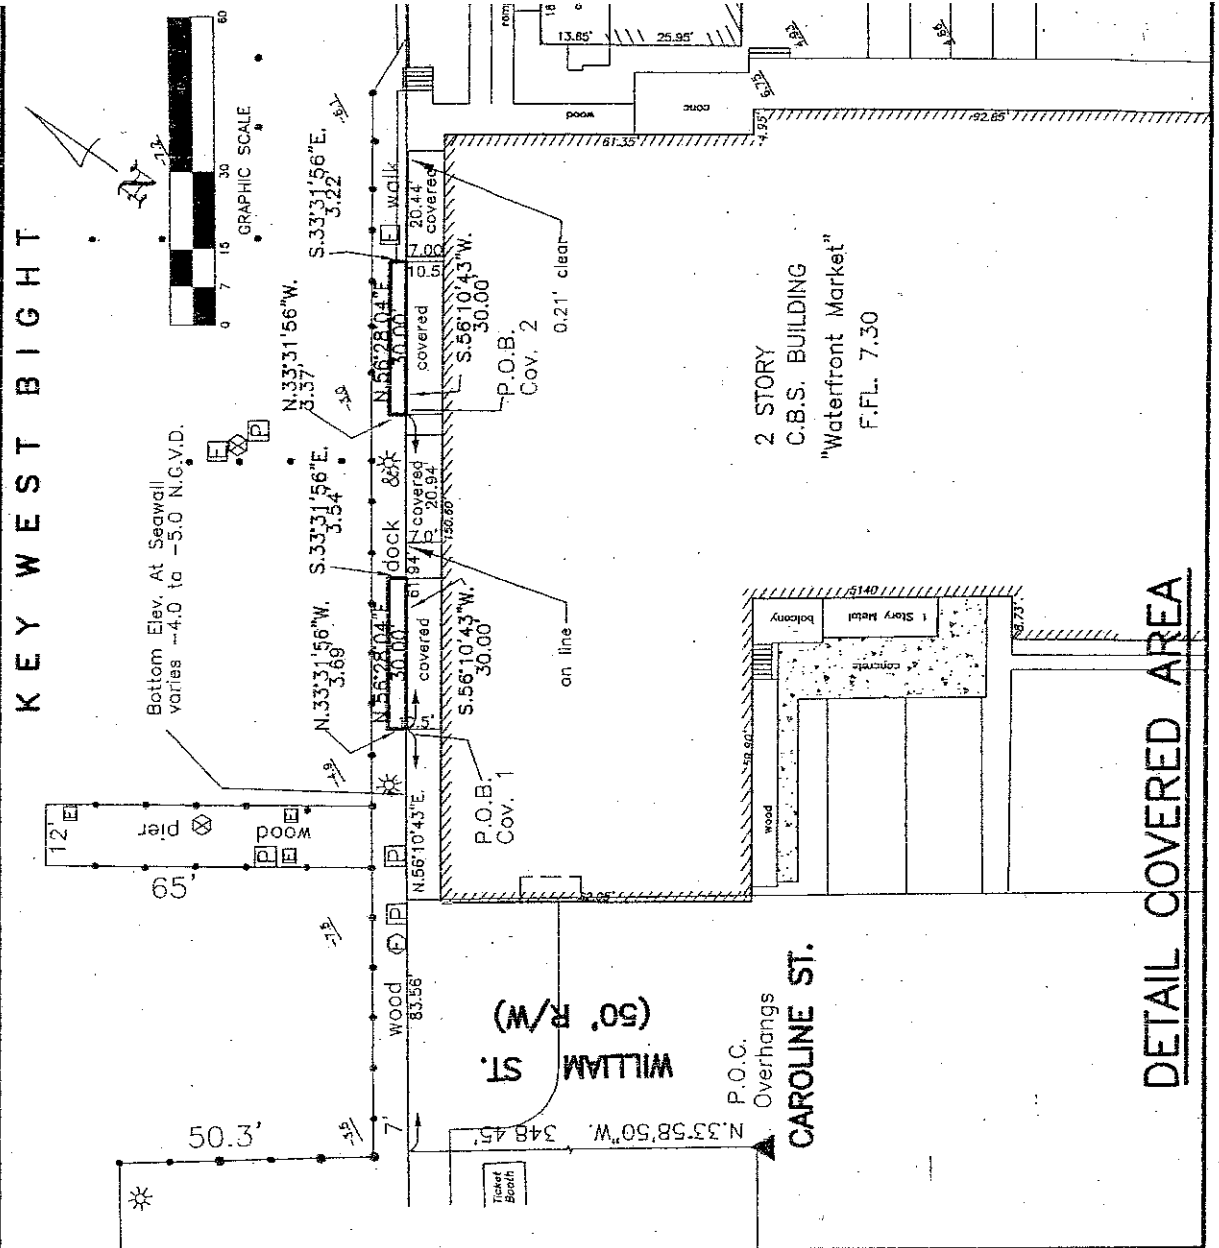 KEY WEST BIGHT
Bottom Elev. At Seawall
varies -4.0 to -5.0 N.G.V.D.
GRAPHIC SCALE
0 7 15 30 60
N
65'
12'
wood pier
E
E
E
P
50.3'
7'
wood
83.56'
F
P
P
dock
&
walk
E
E
P
N.33°31'56"W.
3.69
N.56°28'04"E
30.00'
S.33°31'56"E.
3.54'
covered
S.56°10'43"W.
30.00'
P.O.B.
Cov. 1
N.56°10'43"E.
61.94'
on line
7.0'
covered
20.94'
150.60'
N.33°31'56"W.
3.37'
N.56°28'04"E
30.00'
S.33°31'56"E.
3.22'
covered
10.5
S.56°10'43"W.
30.00'
P.O.B.
Cov. 2
7.00'
20.44'
covered
0.21' clear
61.35'
4.95'
92.85'
wood
conc
6.75
13.65'
25.95'
18
2 STORY
C.B.S. BUILDING
"Waterfront Market"
F.FL. 7.30
5140
8.73'
balcony
1 Story Metal
concrete
wood
WILLIAM ST.
(50' R/W)
N.33°58'50"W. 348.45'
Ticket
Booth
P.O.C.
Overhangs
CAROLINE ST.
DETAIL COVERED AREA